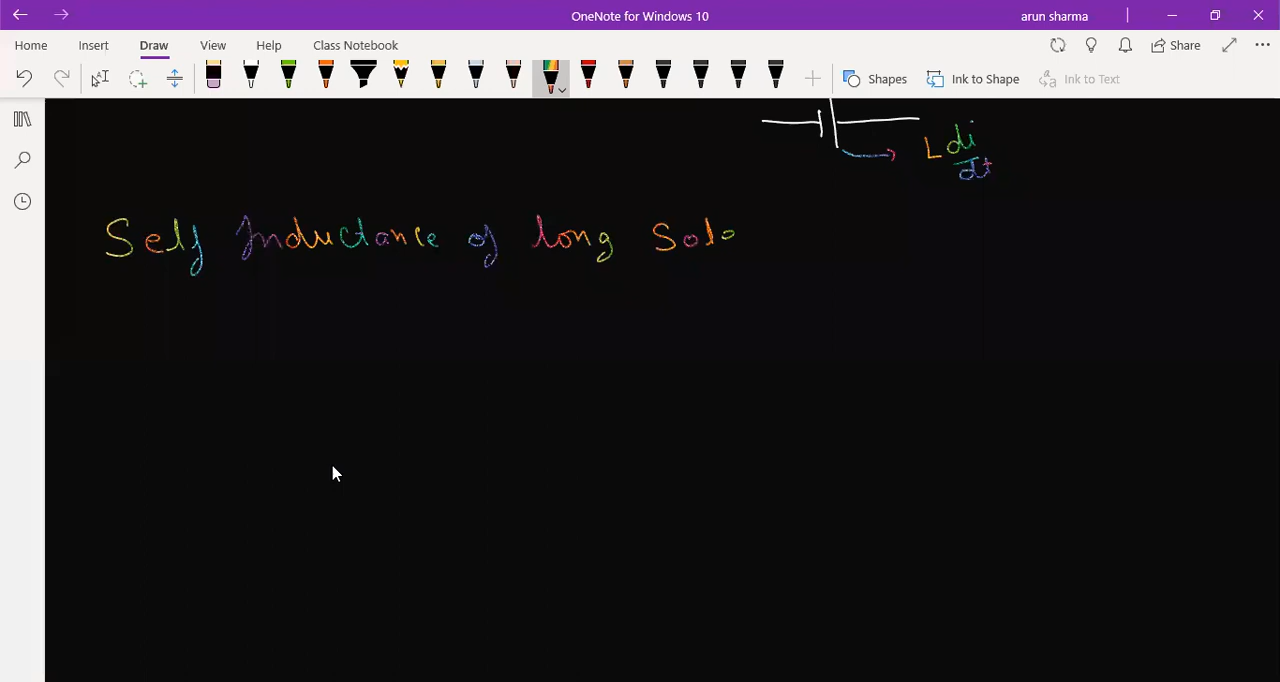 OneNote for Windows 10
arun sharma
Home Insert Draw View Help Class Notebook
Share
Shapes
Ink to Shape
Ink to Text
L di
dt
Self Inductance of long Sole